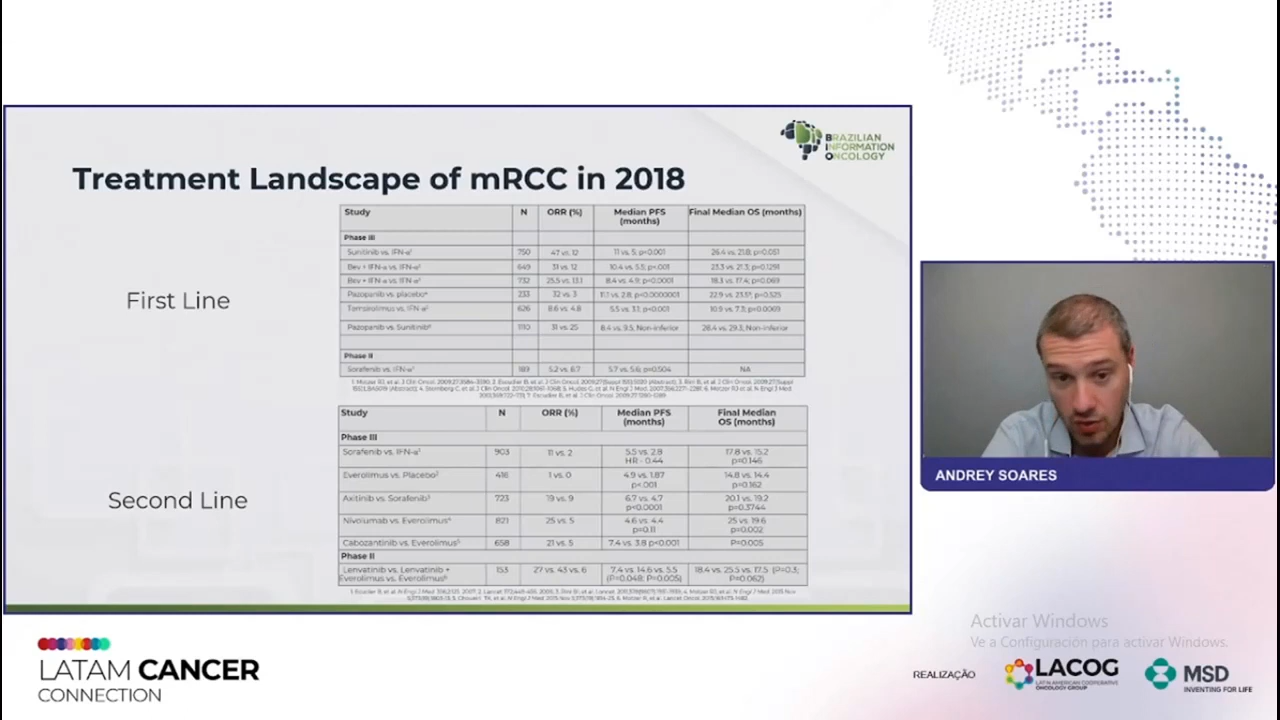 BRAZILIAN
INFORMATION
ONCOLOGY
Treatment Landscape of mRCC in 2018
First Line
Study N ORR (%) Median PFS (months) Final Median OS (months)
Phase III
Sunitinib vs. IFN-α 750 47 vs. 12 11 vs. 5; p<0.001 26.4 vs. 21.8; p=0.051
Bev + IFN-α vs. IFN-α 649 31 vs. 12 10.4 vs. 5.5; p<.001 23.3 vs. 21.3; p=0.1291
Bev + IFN-α vs. IFN-α 732 25.5 vs. 13.1 8.4 vs. 4.9; p<0.0001 18.3 vs. 17.4; p=0.069
Pazopanib vs. placebo 233 32 vs. 3 11.1 vs. 2.8; p<0.0000001 22.9 vs. 23.5; p=0.525
Temsirolimus vs. IFN-α 626 8.6 vs. 4.8 5.5 vs. 3.1; p<0.001 10.9 vs. 7.3; p=0.0069
Pazopanib vs. Sunitinib 1110 31 vs. 25 8.4 vs. 9.5, Non-inferior 28.4 vs. 29.3, Non-inferior
Phase II
Sorafenib vs. IFN-α 189 5.2 vs. 8.7 5.7 vs. 5.6; p=0.504 NA
Second Line
Study N ORR (%) Median PFS (months) Final Median OS (months)
Phase III
Sorafenib vs. IFN-α 903 11 vs. 2 5.5 vs. 2.8 HR - 0.44 17.8 vs. 15.2 p=0.146
Everolimus vs. Placebo 416 1 vs. 0 4.9 vs. 1.87 p<.001 14.8 vs. 14.4 p=0.162
Axitinib vs. Sorafenib 723 19 vs. 9 6.7 vs. 4.7 p<0.0001 20.1 vs. 19.2 p=0.3744
Nivolumab vs. Everolimus 821 25 vs. 5 4.6 vs. 4.4 p=0.11 25 vs. 19.6 p=0.002
Cabozantinib vs. Everolimus 658 21 vs. 5 7.4 vs. 3.8 p<0.001 P=0.005
Phase II
Lenvatinib vs. Lenvatinib + Everolimus vs. Everolimus 153 27 vs. 43 vs. 6 7.4 vs. 14.6 vs. 5.5 (P=0.048; P=0.005) 18.4 vs. 25.5 vs. 17.5 (P=0.3; P=0.062)
ANDREY SOARES
Activar Windows
Ve a Configuración para activar Windows.
LATAM CANCER
CONNECTION
REALIZAÇÃO
LACOG
LATIN AMERICAN COOPERATIVE
ONCOLOGY GROUP
MSD
INVENTING FOR LIFE